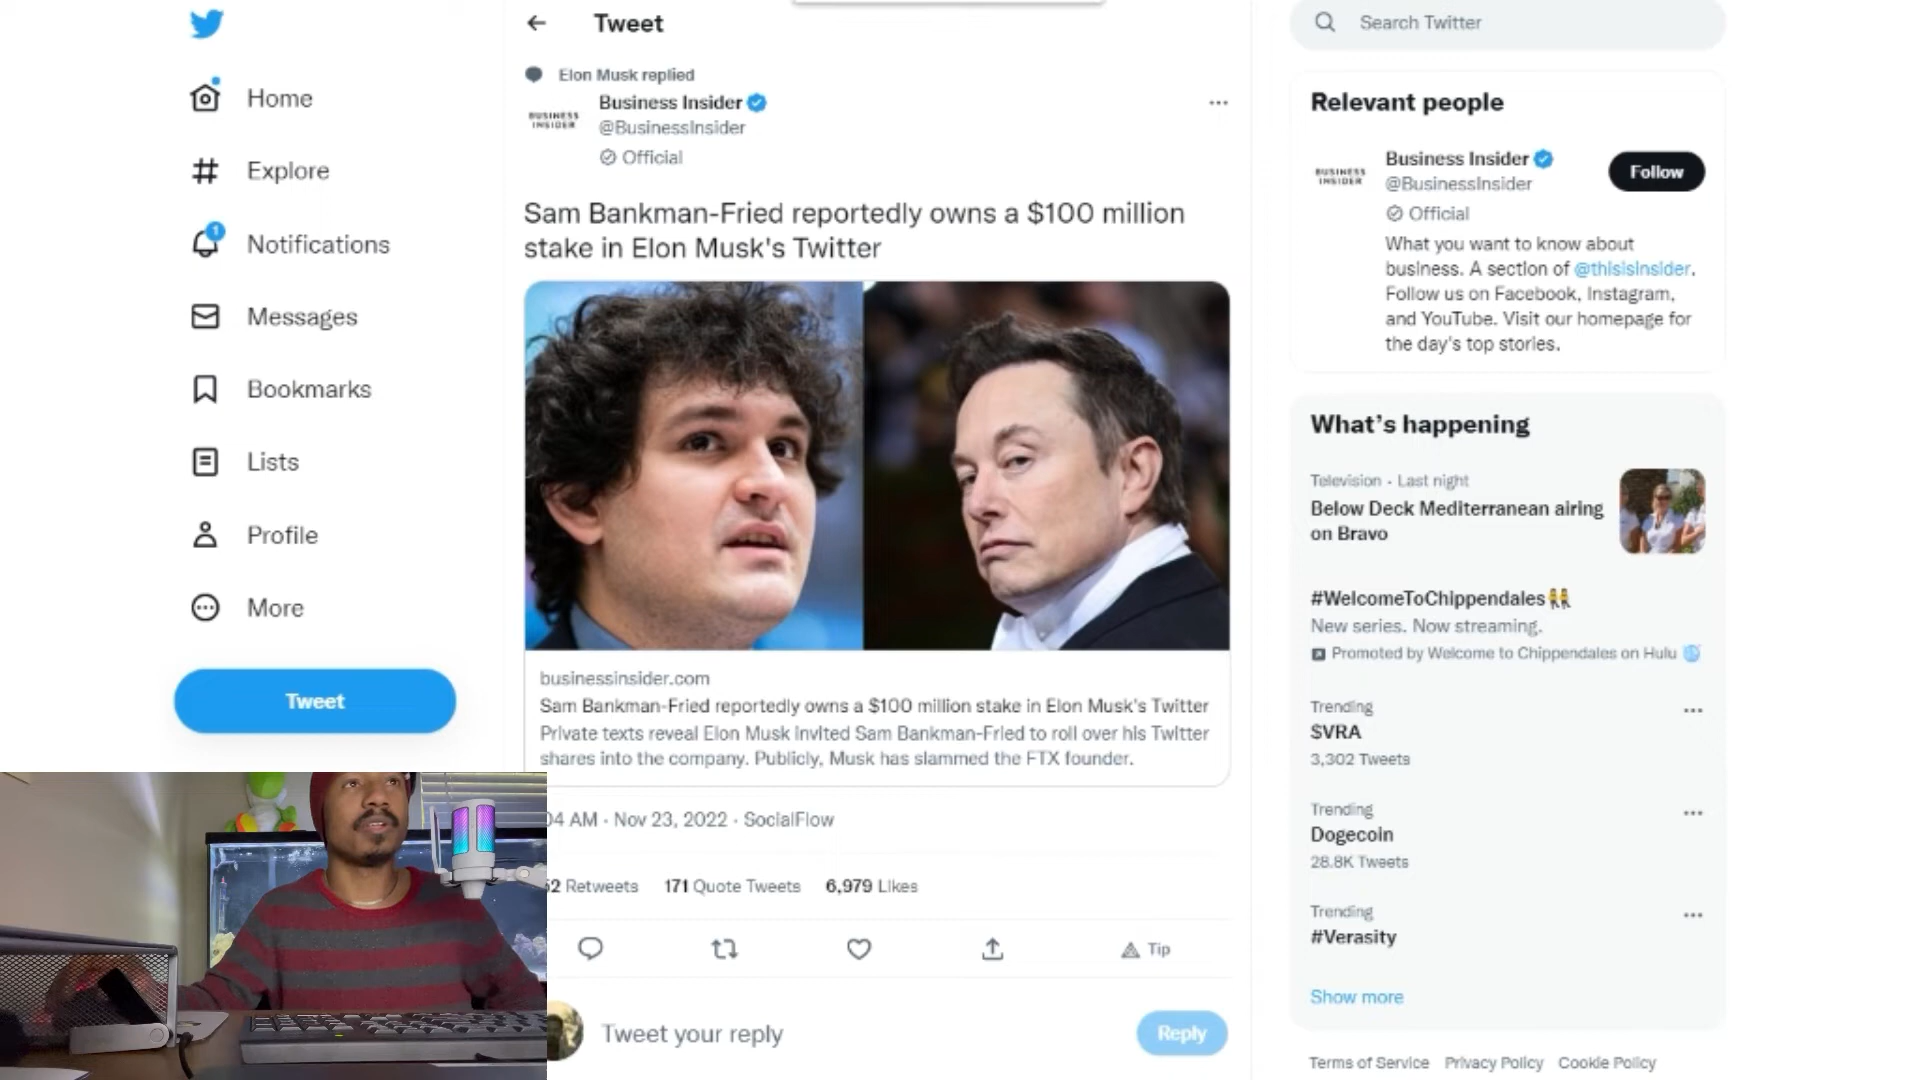 Home
Explore
1
Notifications
Messages
Bookmarks
Lists
Profile
More
Tweet
Tweet
Elon Musk replied
BUSINESS
INSIDER
Business Insider
@BusinessInsider
Official
Sam Bankman-Fried reportedly owns a $100 million
stake in Elon Musk's Twitter
businessinsider.com
Sam Bankman-Fried reportedly owns a $100 million stake in Elon Musk's Twitter
Private texts reveal Elon Musk invited Sam Bankman-Fried to roll over his Twitter
shares into the company. Publicly, Musk has slammed the FTX founder.
04 AM · Nov 23, 2022 · SocialFlow
Retweets 171 Quote Tweets 6,979 Likes
Tip
Tweet your reply
Reply
Search Twitter
Relevant people
BUSINESS
INSIDER
Business Insider
@BusinessInsider
Follow
Official
What you want to know about
business. A section of @thisisinsider.
Follow us on Facebook, Instagram,
and YouTube. Visit our homepage for
the day's top stories.
What's happening
Television · Last night
Below Deck Mediterranean airing
on Bravo
#WelcomeToChippendales
New series. Now streaming.
Promoted by Welcome to Chippendales on Hulu
Trending
$VRA
3,302 Tweets
Trending
Dogecoin
28.8K Tweets
Trending
#Verasity
Show more
Terms of Service Privacy Policy Cookie Policy